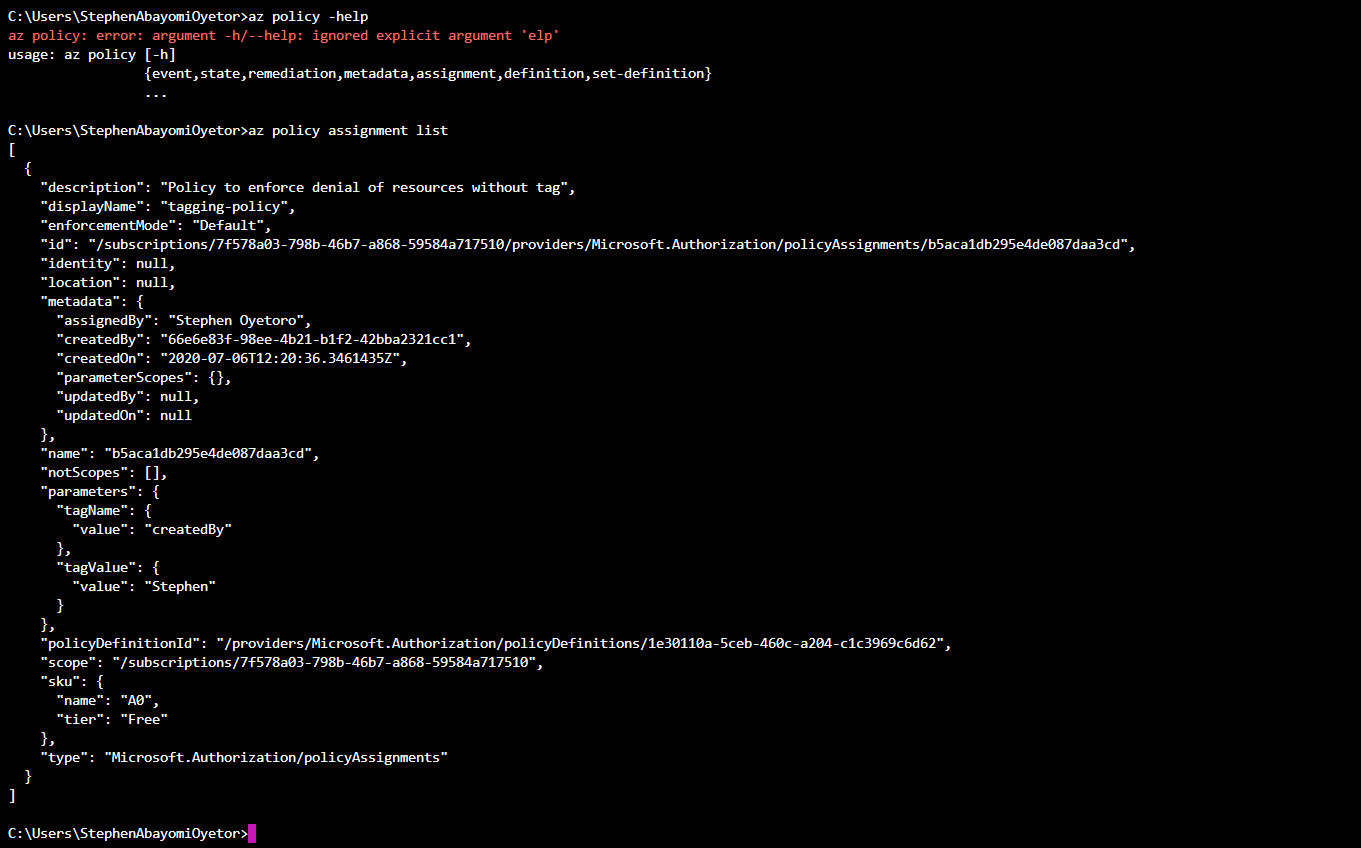 C:\Users\StephenAbayomiOyetor>az policy -help
az policy: error: argument -h/--help: ignored explicit argument 'elp'
usage: az policy [-h]
                 {event,state,remediation,metadata,assignment,definition,set-definition}
                 ...
C:\Users\StephenAbayomiOyetor>az policy assignment list
[
  {
    "description": "Policy to enforce denial of resources without tag",
    "displayName": "tagging-policy",
    "enforcementMode": "Default",
    "id": "/subscriptions/7f578a03-798b-46b7-a868-59584a717510/providers/Microsoft.Authorization/policyAssignments/b5aca1db295e4de087daa3cd",
    "identity": null,
    "location": null,
    "metadata": {
      "assignedBy": "Stephen Oyetoro",
      "createdBy": "66e6e83f-98ee-4b21-b1f2-42bba2321cc1",
      "createdOn": "2020-07-06T12:20:36.3461435Z",
      "parameterScopes": {},
      "updatedBy": null,
      "updatedOn": null
    },
    "name": "b5aca1db295e4de087daa3cd",
    "notScopes": [],
    "parameters": {
      "tagName": {
        "value": "createdBy"
      },
      "tagValue": {
        "value": "Stephen"
      }
    },
    "policyDefinitionId": "/providers/Microsoft.Authorization/policyDefinitions/1e30110a-5ceb-460c-a204-c1c3969c6d62",
    "scope": "/subscriptions/7f578a03-798b-46b7-a868-59584a717510",
    "sku": {
      "name": "A0",
      "tier": "Free"
    },
    "type": "Microsoft.Authorization/policyAssignments"
  }
]
C:\Users\StephenAbayomiOyetor>